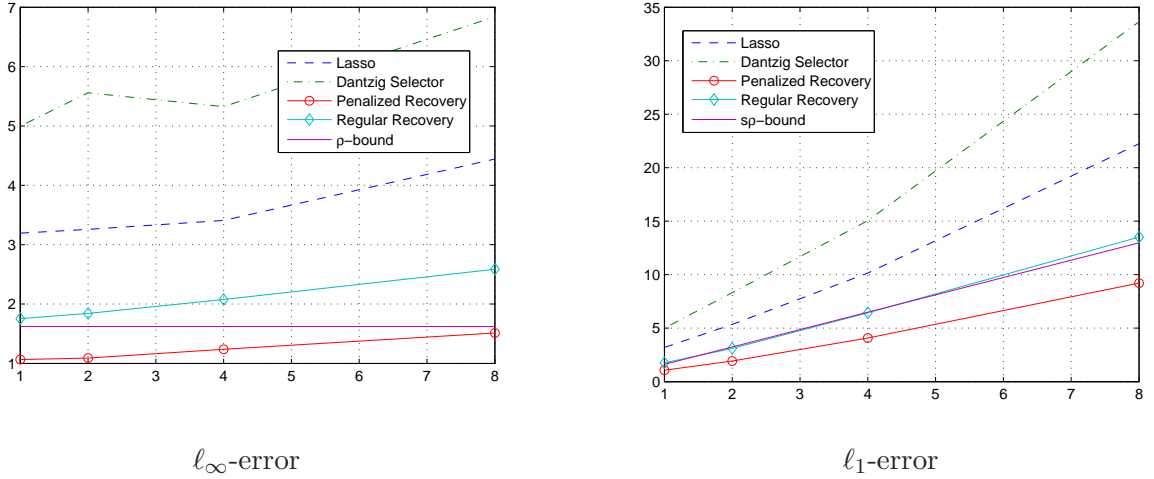 7
6
5
4
3
2
1
1 2 3 4 5 6 7 8
Lasso
Dantzig Selector
Penalized Recovery
Regular Recovery
ρ−bound
ℓ∞-error
35
30
25
20
15
10
5
0
1 2 3 4 5 6 7 8
Lasso
Dantzig Selector
Penalized Recovery
Regular Recovery
sρ−bound
ℓ1-error